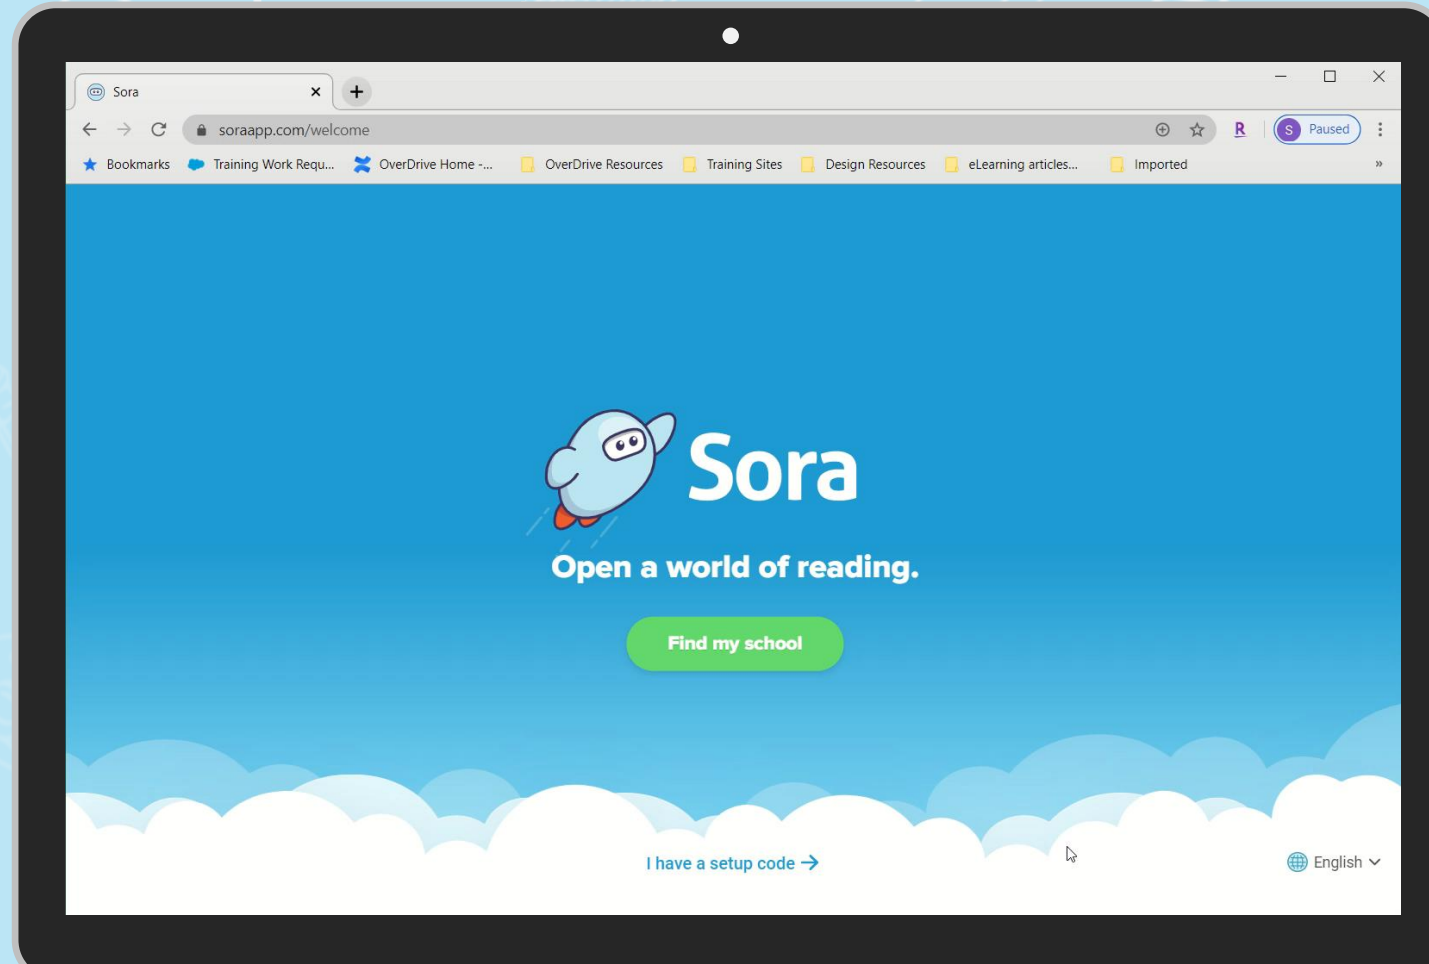 Sora
soraapp.com/welcome
R
S Paused
Bookmarks Training Work Requ... OverDrive Home -... OverDrive Resources Training Sites Design Resources eLearning articles... Imported »
Sora
Open a world of reading.
Find my school
I have a setup code →
English